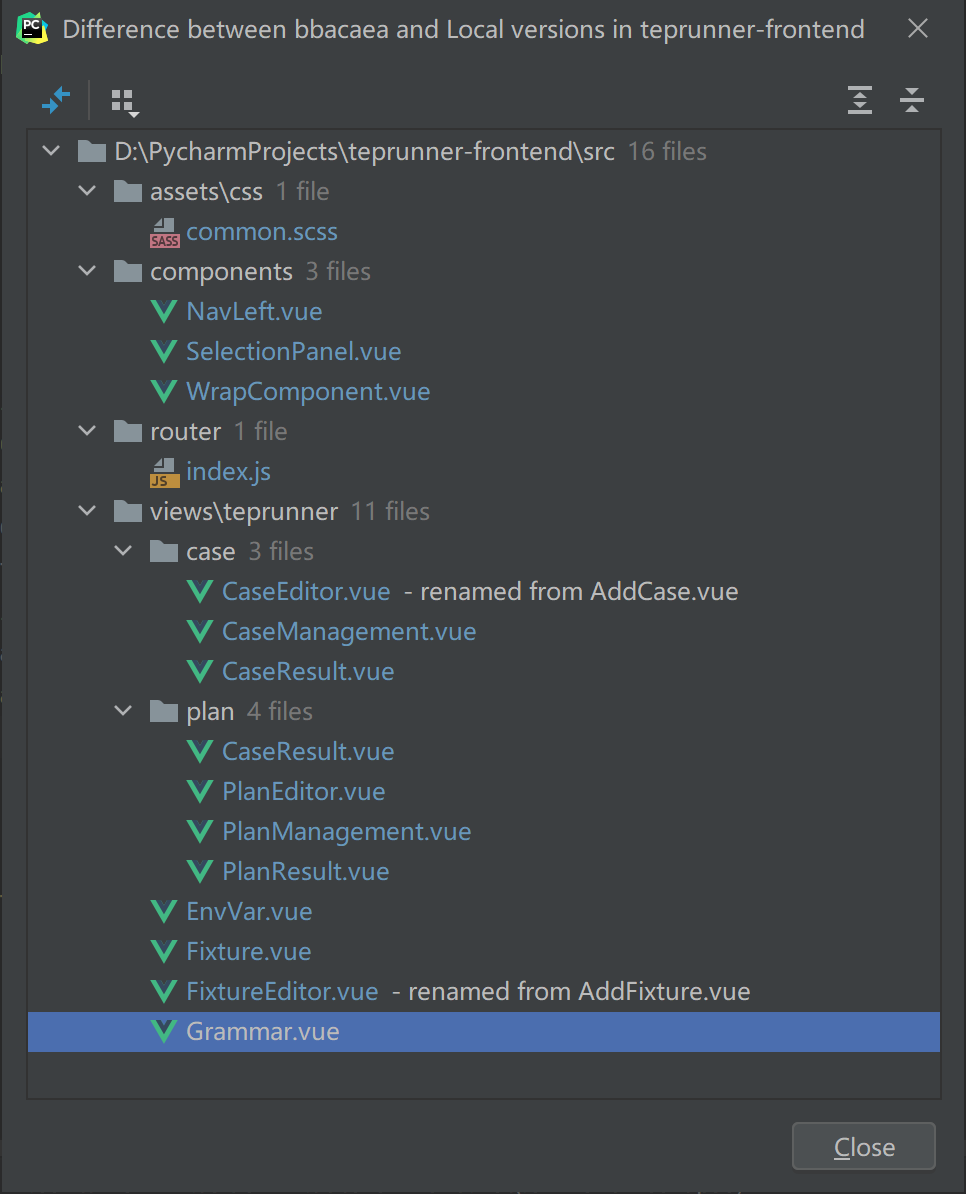 PC Difference between bbacaea and Local versions in teprunner-frontend
D:\PycharmProjects\teprunner-frontend\src 16 files
assets\css 1 file
SASS common.scss
components 3 files
NavLeft.vue
SelectionPanel.vue
WrapComponent.vue
router 1 file
JS index.js
views\teprunner 11 files
case 3 files
CaseEditor.vue - renamed from AddCase.vue
CaseManagement.vue
CaseResult.vue
plan 4 files
CaseResult.vue
PlanEditor.vue
PlanManagement.vue
PlanResult.vue
EnvVar.vue
Fixture.vue
FixtureEditor.vue - renamed from AddFixture.vue
Grammar.vue
Close